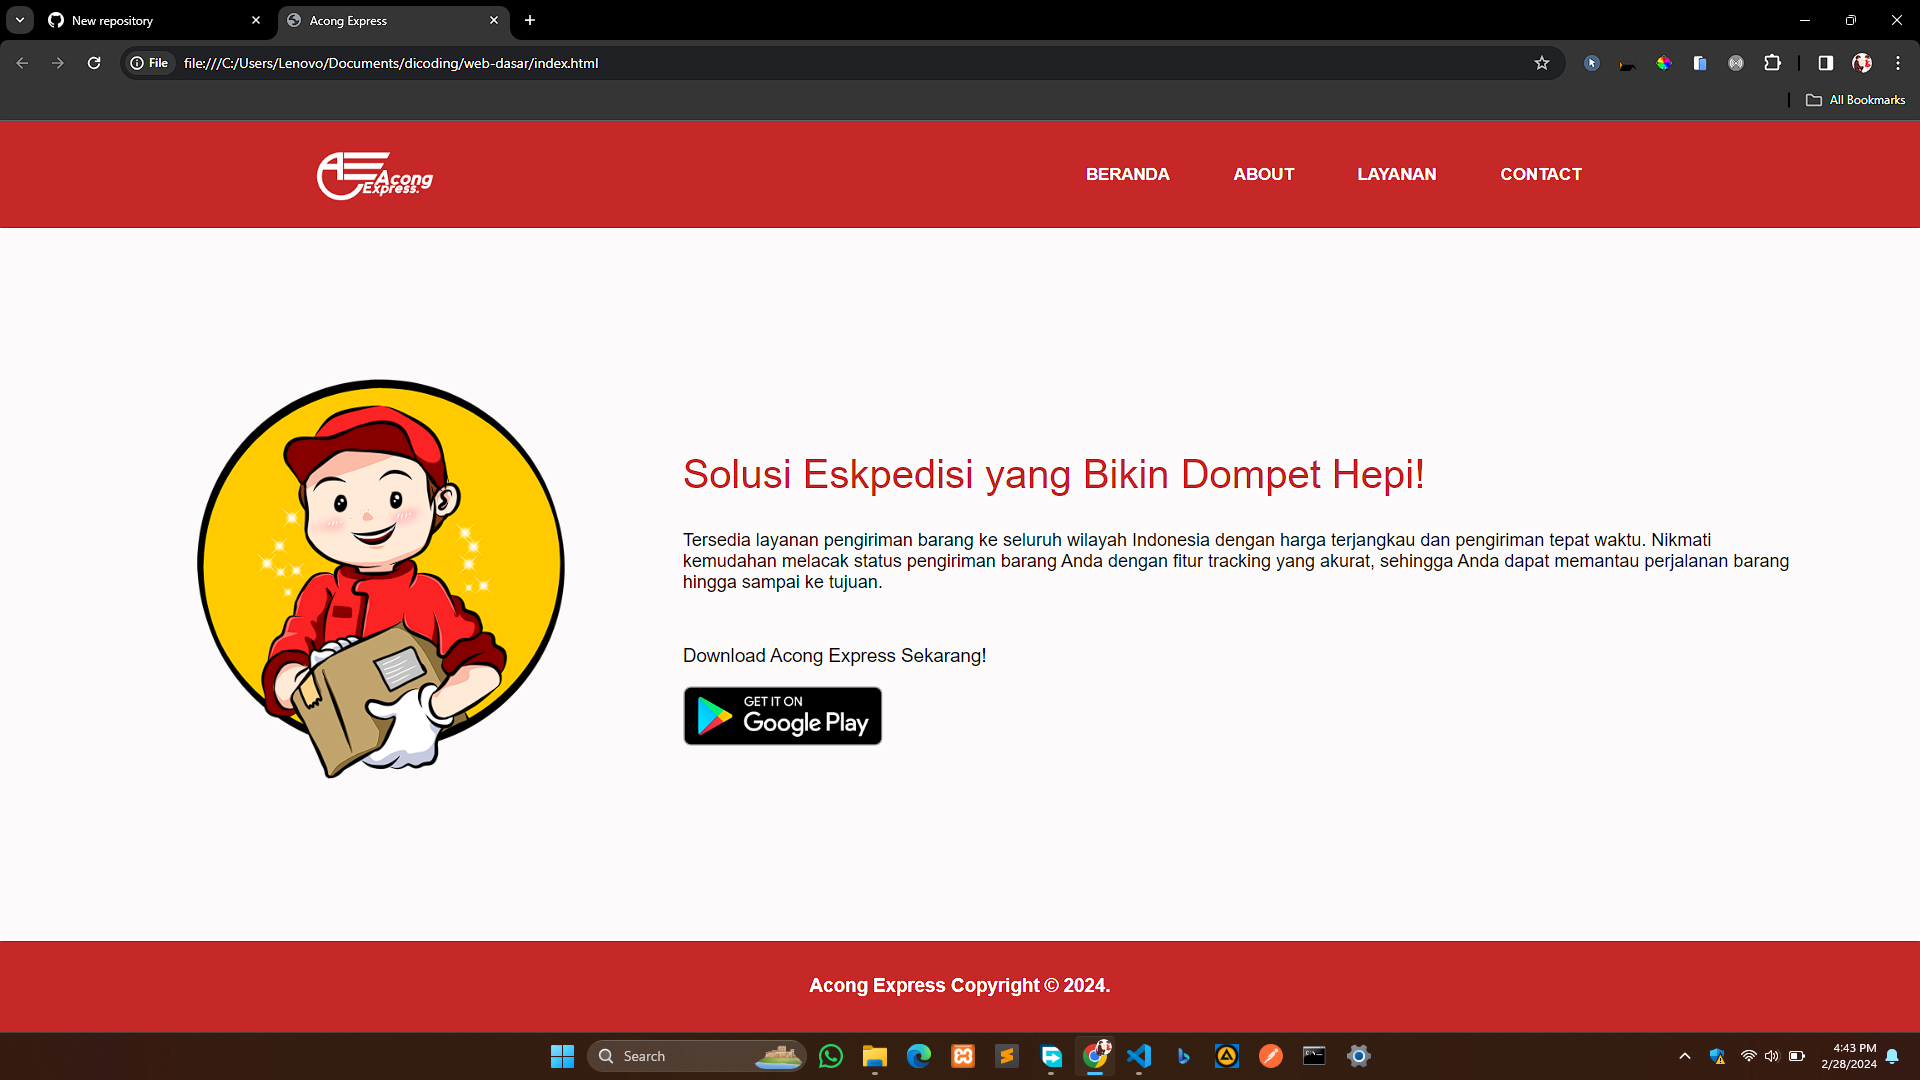 New repository
Acong Express
File
file:///C:/Users/Lenovo/Documents/dicoding/web-dasar/index.html
All Bookmarks
Acong
Express.
BERANDA ABOUT LAYANAN CONTACT
Solusi Eskpedisi yang Bikin Dompet Hepi!
Tersedia layanan pengiriman barang ke seluruh wilayah Indonesia dengan harga terjangkau dan pengiriman tepat waktu. Nikmati
kemudahan melacak status pengiriman barang Anda dengan fitur tracking yang akurat, sehingga Anda dapat memantau perjalanan barang
hingga sampai ke tujuan.
Download Acong Express Sekarang!
GET IT ON
Google Play
Acong Express Copyright © 2024.
Search
4:43 PM
2/28/2024